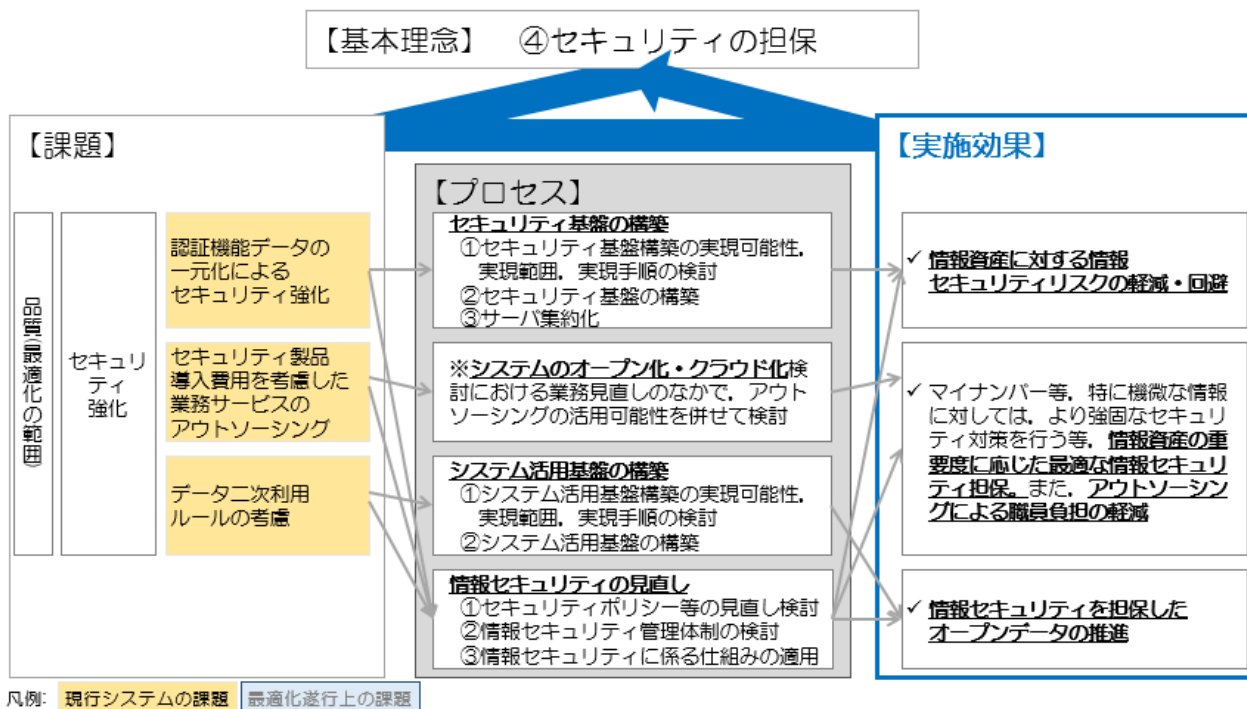 【基本理念】 ④セキュリティの担保
【課題】
品質(最適化の範囲)
セキュリ
ティ
強化
認証機能データの
一元化による
セキュリティ強化
セキュリティ製品
導入費用を考慮した
業務サービスの
アウトソーシング
データ二次利用
ルールの考慮
【プロセス】
セキュリティ基盤の構築
①セキュリティ基盤構築の実現可能性，
実現範囲，実現手順の検討
②セキュリティ基盤の構築
③サーバ集約化
※システムのオープン化・クラウド化検
討における業務見直しのなかで，アウト
ソーシングの活用可能性を併せて検討
システム活用基盤の構築
①システム活用基盤構築の実現可能性，
実現範囲，実現手順の検討
②システム活用基盤の構築
情報セキュリティの見直し
①セキュリティポリシー等の見直し検討
②情報セキュリティ管理体制の検討
③情報セキュリティに係る仕組みの適用
【実施効果】
✓ 情報資産に対する情報
セキュリティリスクの軽減・回避
✓ マイナンバー等，特に機微な情報
に対しては，より強固なセキュリ
ティ対策を行う等，情報資産の重
要度に応じた最適な情報セキュリ
ティ担保。また，アウトソーシン
グによる職員負担の軽減
✓ 情報セキュリティを担保した
オープンデータの推進
凡例: 現行システムの課題 最適化遂行上の課題